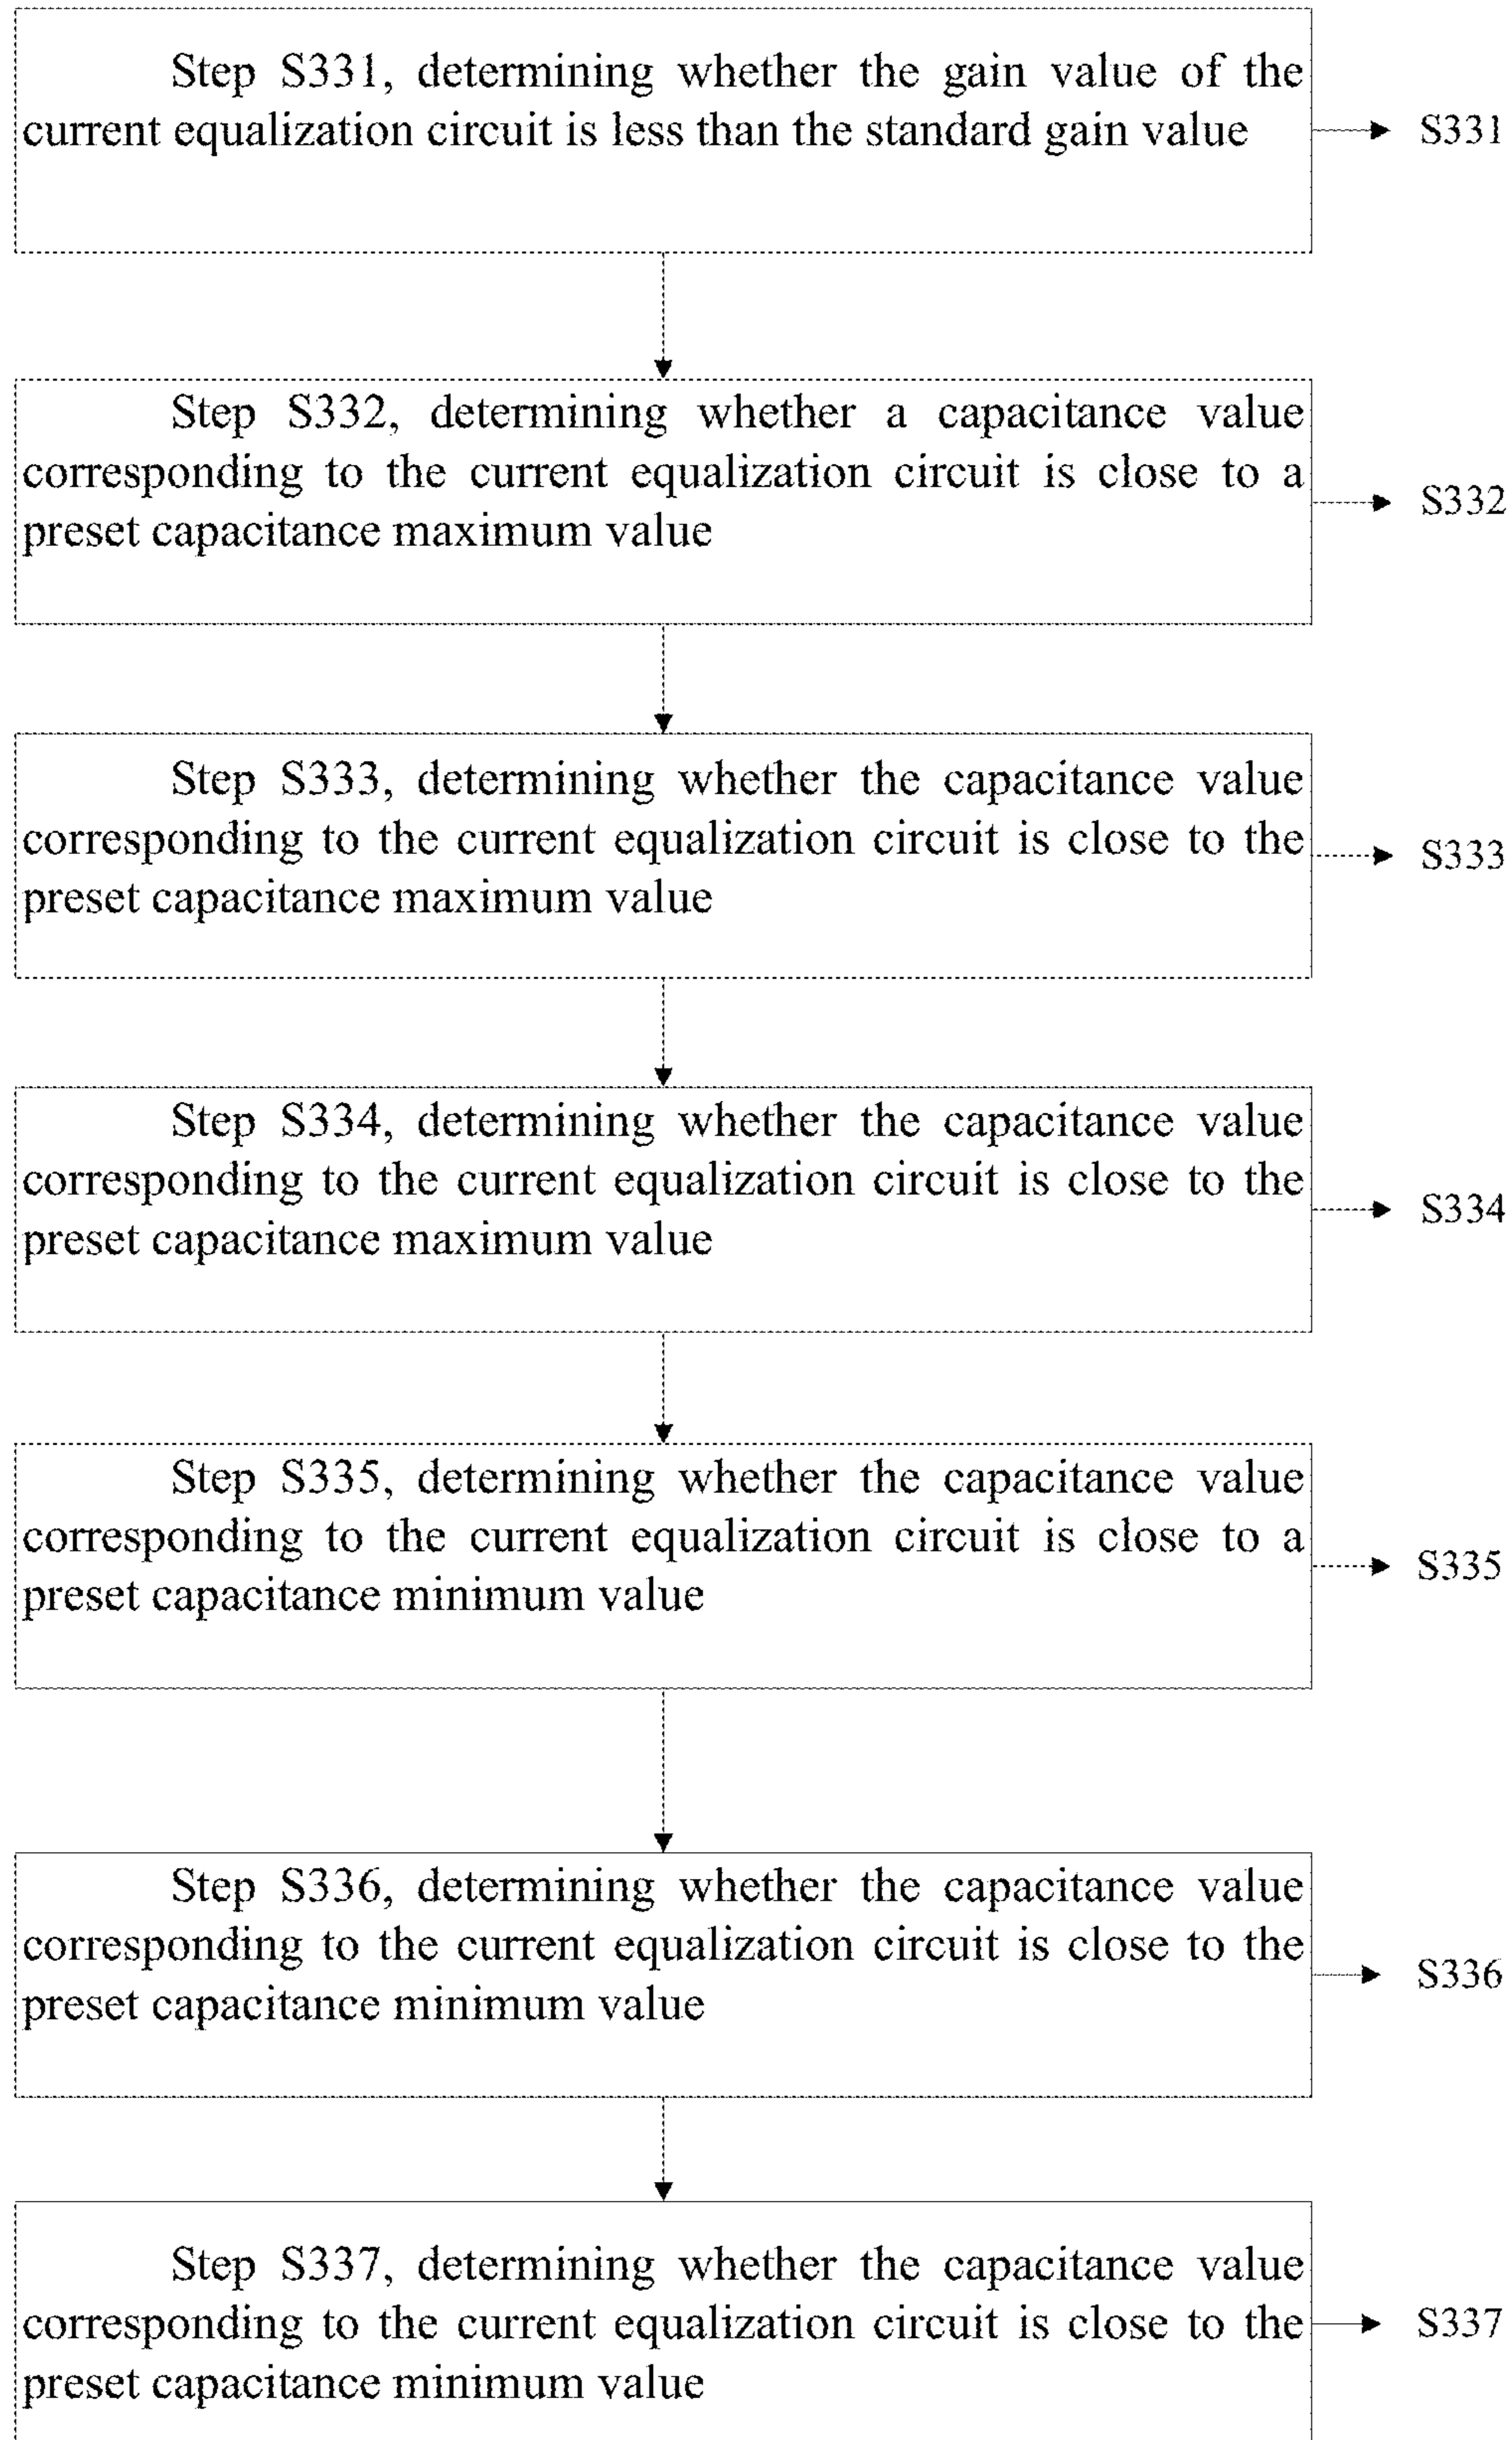 Step S331, determining whether the gain value of the
current equalization circuit is less than the standard gain value
S331
Step S332, determining whether a capacitance value
corresponding to the current equalization circuit is close to a
preset capacitance maximum value
S332
Step S333, determining whether the capacitance value
corresponding to the current equalization circuit is close to the
preset capacitance maximum value
S333
Step S334, determining whether the capacitance value
corresponding to the current equalization circuit is close to the
preset capacitance maximum value
S334
Step S335, determining whether the capacitance value
corresponding to the current equalization circuit is close to a
preset capacitance minimum value
S335
Step S336, determining whether the capacitance value
corresponding to the current equalization circuit is close to the
preset capacitance minimum value
S336
Step S337, determining whether the capacitance value
corresponding to the current equalization circuit is close to the
preset capacitance minimum value
S337